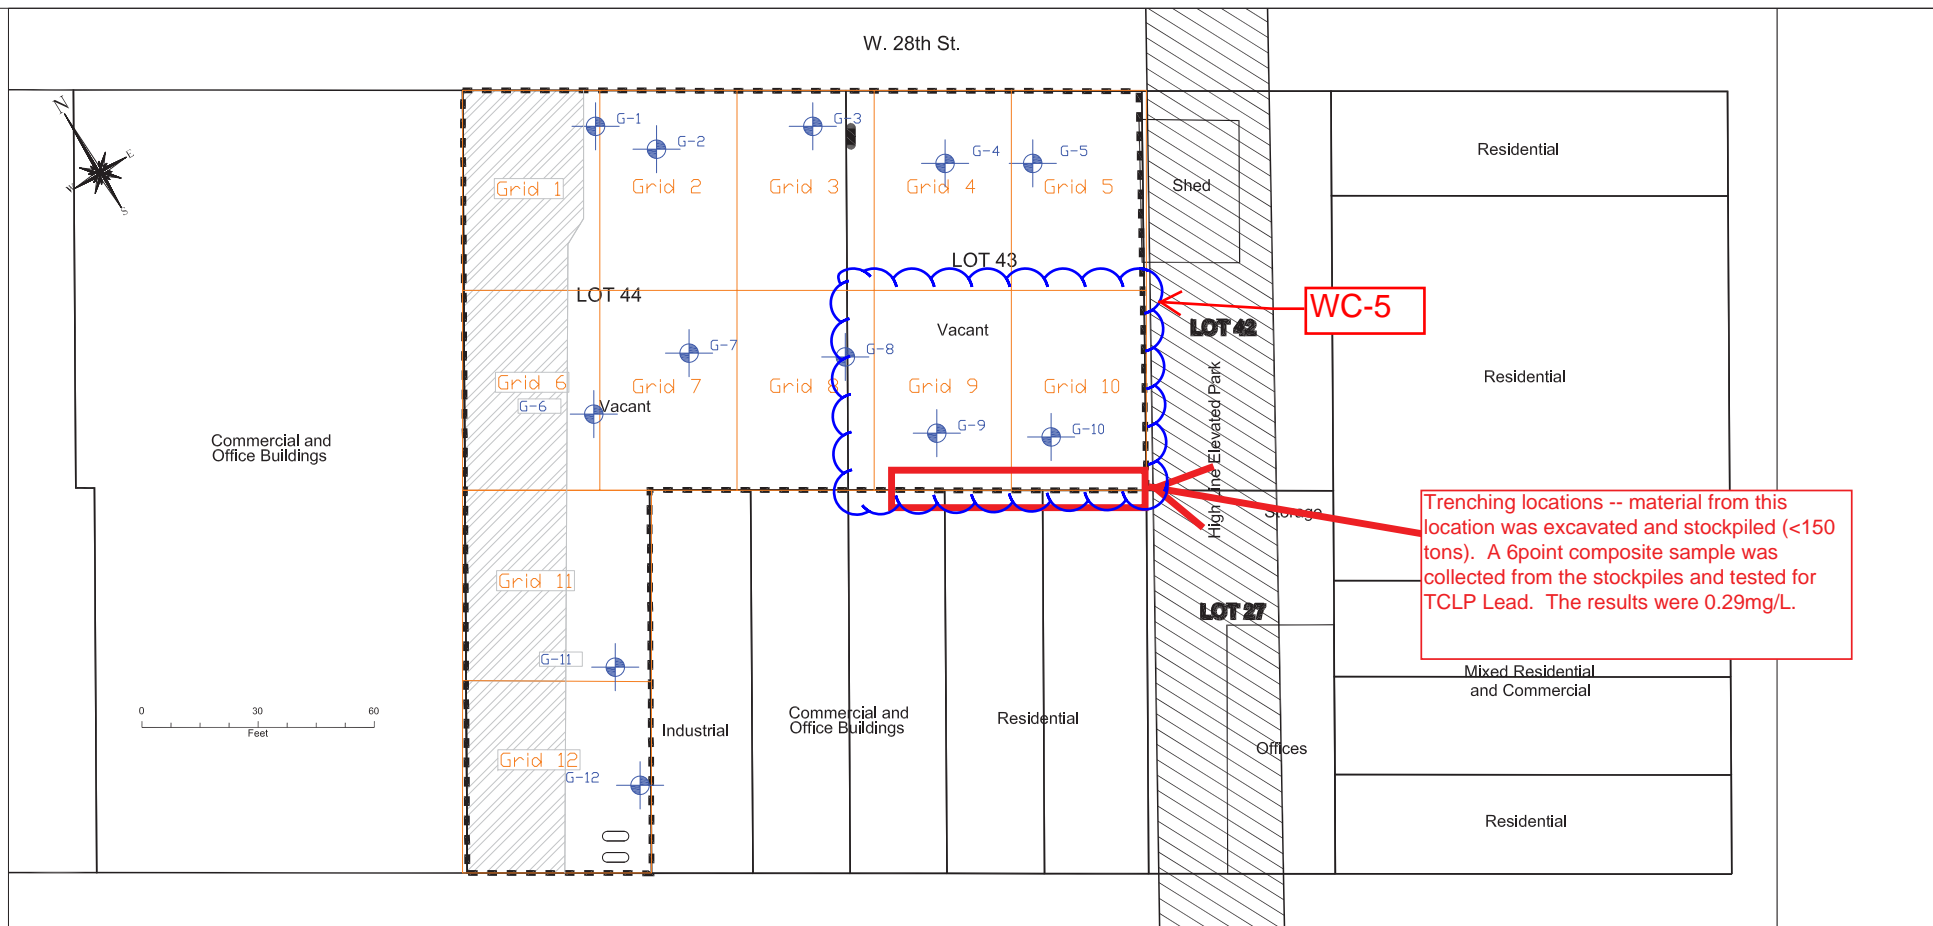 W. 28th St.
N
E
W
S
G-1
G-2
G-3
G-4
G-5
Grid 1
Grid 2
Grid 3
Grid 4
Grid 5
Shed
Residential
LOT 43
LOT 44
WC-5
Vacant
LOT 42
G-7
G-8
Grid 6
Grid 7
Grid 8
Grid 9
Grid 10
Residential
G-6
Vacant
G-9
G-10
High Line Elevated Park
Commercial and
Office Buildings
Storage
Trenching locations -- material from this
location was excavated and stockpiled (<150
tons). A 6point composite sample was
collected from the stockpiles and tested for
TCLP Lead. The results were 0.29mg/L.
Grid 11
LOT 27
G-11
Mixed Residential
and Commercial
0
30
60
Feet
Industrial
Commercial and
Office Buildings
Residential
Offices
Grid 12
G-12
Residential